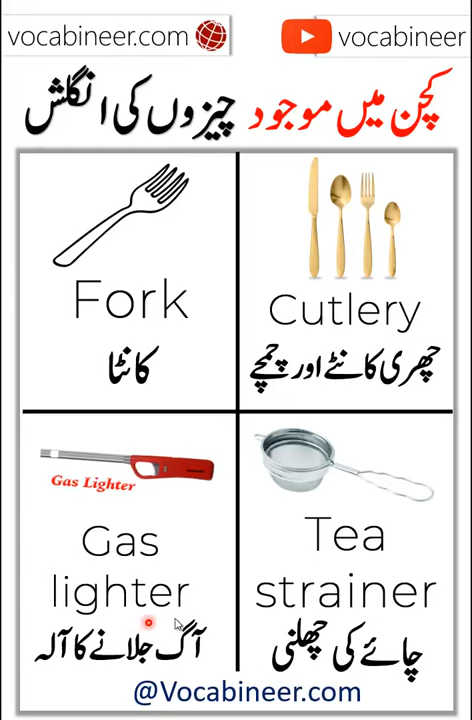 vocabineer.com
vocabineer
کچن میں موجود چیزوں کی انگلش
Fork
کانٹا
Cutlery
چھری کانٹے اور چمچے
Gas Lighter
Gas
lighter
آگ جلانے کا آلہ
Tea
strainer
چائے کی چھلنی
@Vocabineer.com